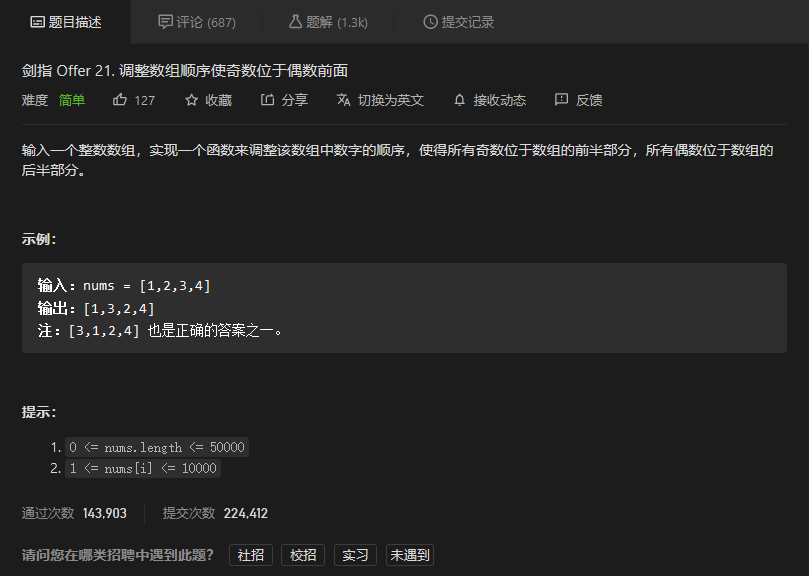 题目描述 评论 (687) 题解 (1.3k) 提交记录
剑指 Offer 21. 调整数组顺序使奇数位于偶数前面
难度 简单 127 收藏 分享 切换为英文 接收动态 反馈
输入一个整数数组，实现一个函数来调整该数组中数字的顺序，使得所有奇数位于数组的前半部分，所有偶数位于数组的
后半部分。
示例：
输入：nums = [1,2,3,4]
输出：[1,3,2,4]
注：[3,1,2,4] 也是正确的答案之一。
提示：
1. 0 <= nums.length <= 50000
2. 1 <= nums[i] <= 10000
通过次数 143,903 提交次数 224,412
请问您在哪类招聘中遇到此题？ 社招 校招 实习 未遇到